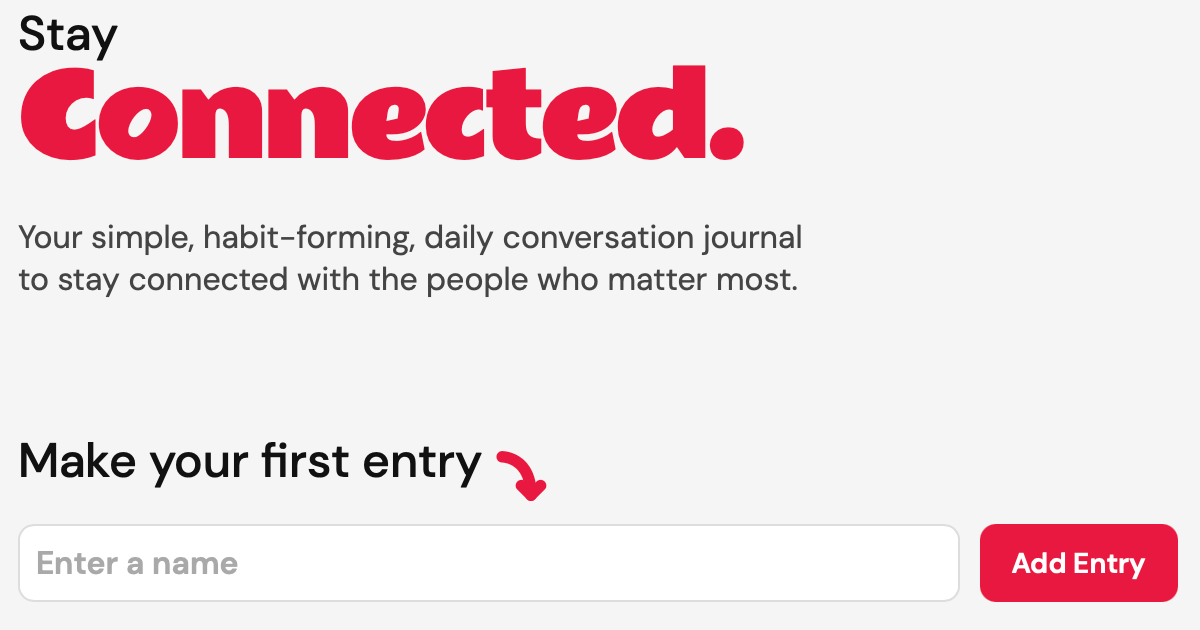 Stay
Connected.
Your simple, habit-forming, daily conversation journal
to stay connected with the people who matter most.
Make your first entry
Enter a name
Add Entry